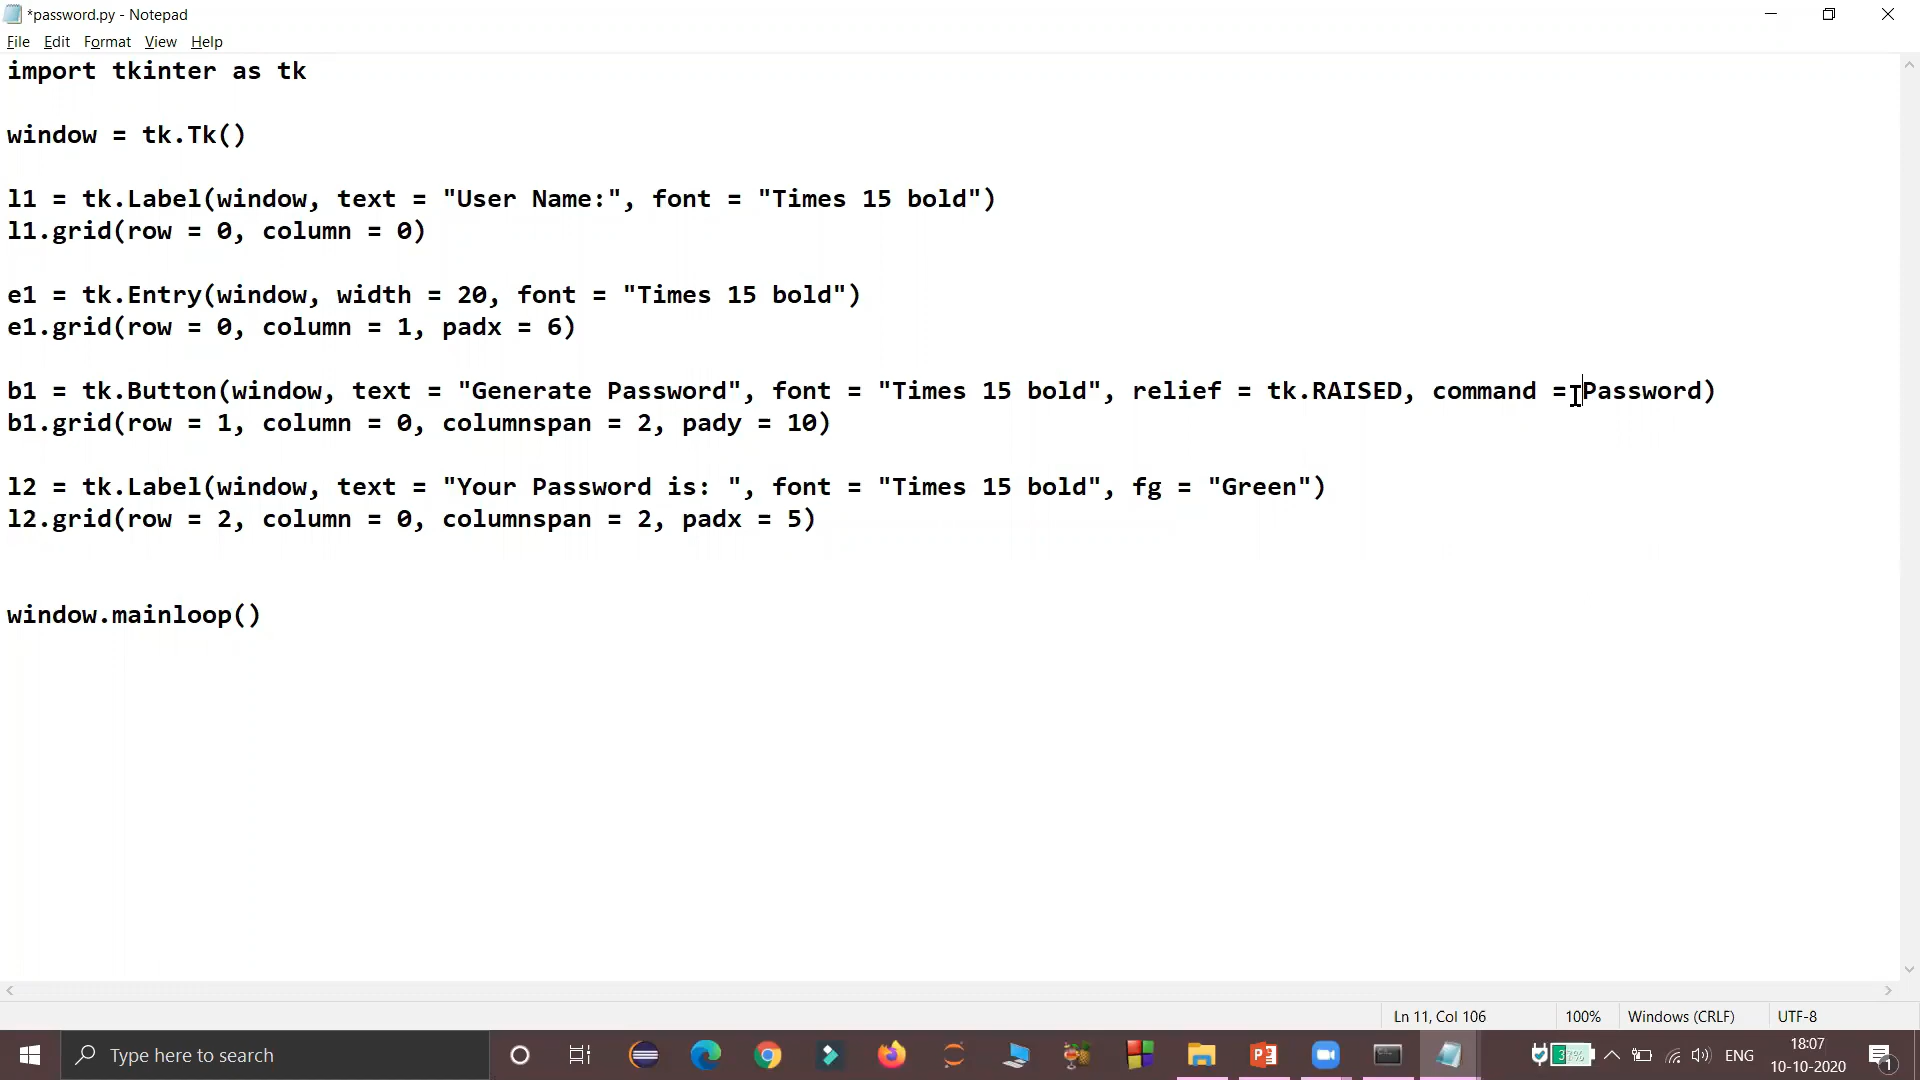 *password.py - Notepad
File Edit Format View Help
import tkinter as tk
window = tk.Tk()
l1 = tk.Label(window, text = "User Name:", font = "Times 15 bold")
l1.grid(row = 0, column = 0)
e1 = tk.Entry(window, width = 20, font = "Times 15 bold")
e1.grid(row = 0, column = 1, padx = 6)
b1 = tk.Button(window, text = "Generate Password", font = "Times 15 bold", relief = tk.RAISED, command = Password)
b1.grid(row = 1, column = 0, columnspan = 2, pady = 10)
l2 = tk.Label(window, text = "Your Password is: ", font = "Times 15 bold", fg = "Green")
l2.grid(row = 2, column = 0, columnspan = 2, padx = 5)
window.mainloop()
Ln 11, Col 106 100% Windows (CRLF) UTF-8
Type here to search
37%
ENG
18:07
10-10-2020
1